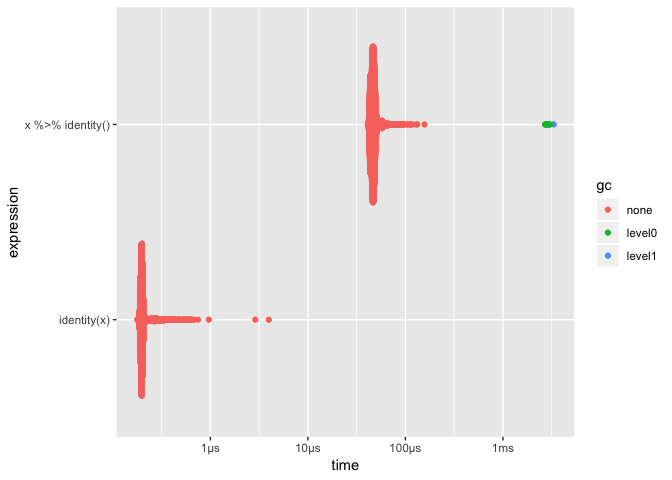 expression
x %>% identity()
identity(x)
1µs
10µs
100µs
1ms
time
gc
none
level0
level1